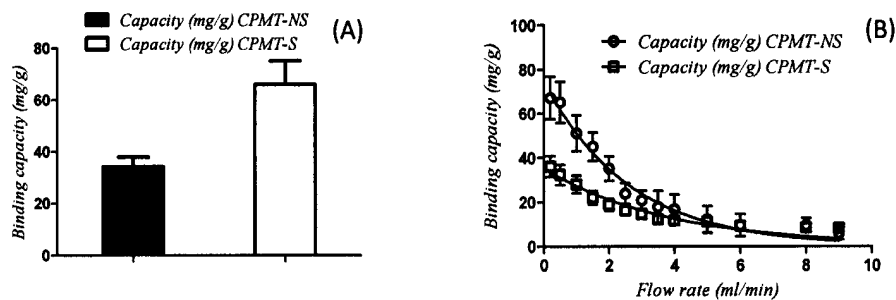 Capacity (mg/g) CPMT-NS
Capacity (mg/g) CPMT-S
(A)
Binding capacity (mg/g)
80
60
40
20
0
Capacity (mg/g) CPMT-NS
Capacity (mg/g) CPMT-S
(B)
Binding capacity (mg/g)
100
80
60
40
20
0
0
2
4
6
8
10
Flow rate (ml/min)